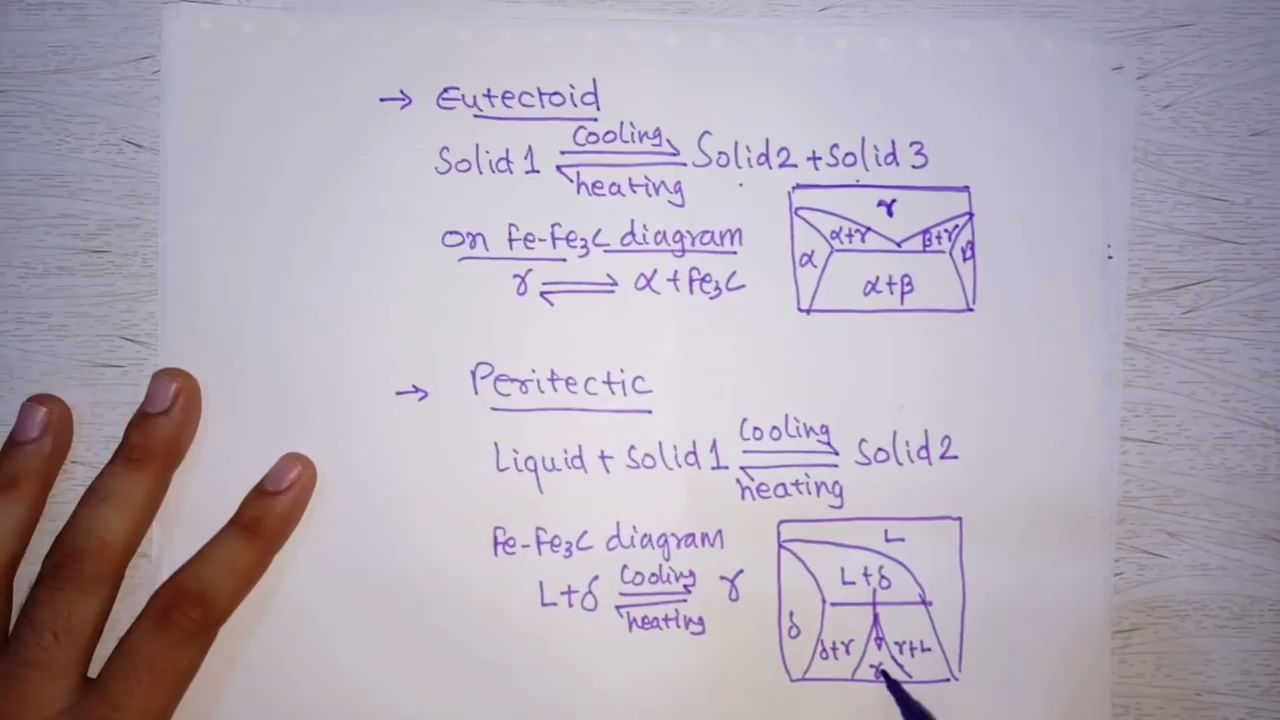 → Eutectoid
Solid 1 cooling heating Solid 2 + Solid 3
on Fe-Fe₃C diagram
γ ⇌ α + Fe₃C
γ
α+γ β+γ
α β
α+β
→ Peritectic
Liquid + Solid 1 cooling heating Solid 2
Fe-Fe₃C diagram
L+δ cooling heating γ
L
L+δ
δ δ+γ γ+L
γ